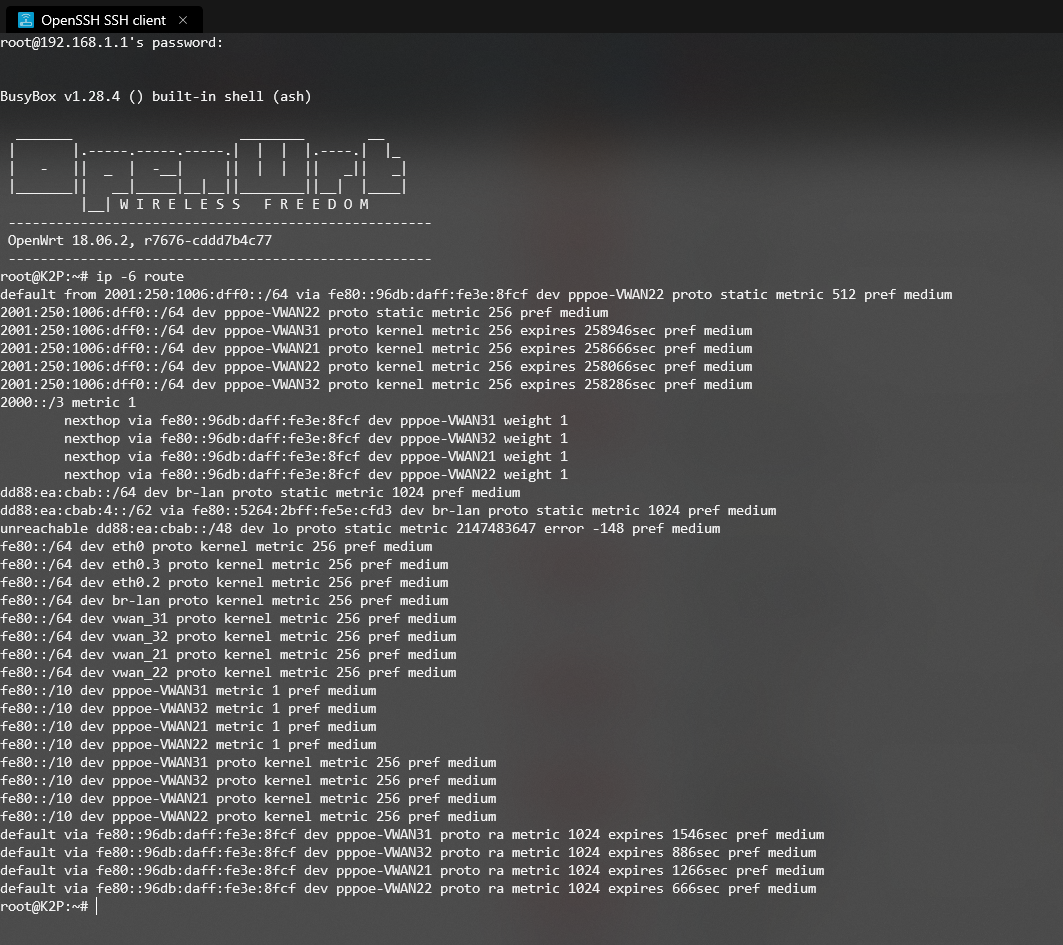 OpenSSH SSH client
root@192.168.1.1's password:
BusyBox v1.28.4 () built-in shell (ash)
OpenWrt
W I R E L E S S   F R E E D O M
-----------------------------------------------------
OpenWrt 18.06.2, r7676-cddd7b4c77
-----------------------------------------------------
root@K2P:~# ip -6 route
default from 2001:250:1006:dff0::/64 via fe80::96db:daff:fe3e:8fcf dev pppoe-VWAN22 proto static metric 512 pref medium
2001:250:1006:dff0::/64 dev pppoe-VWAN22 proto static metric 256 pref medium
2001:250:1006:dff0::/64 dev pppoe-VWAN31 proto kernel metric 256 expires 258946sec pref medium
2001:250:1006:dff0::/64 dev pppoe-VWAN21 proto kernel metric 256 expires 258666sec pref medium
2001:250:1006:dff0::/64 dev pppoe-VWAN22 proto kernel metric 256 expires 258066sec pref medium
2001:250:1006:dff0::/64 dev pppoe-VWAN32 proto kernel metric 256 expires 258286sec pref medium
2000::/3 metric 1
nexthop via fe80::96db:daff:fe3e:8fcf dev pppoe-VWAN31 weight 1
nexthop via fe80::96db:daff:fe3e:8fcf dev pppoe-VWAN32 weight 1
nexthop via fe80::96db:daff:fe3e:8fcf dev pppoe-VWAN21 weight 1
nexthop via fe80::96db:daff:fe3e:8fcf dev pppoe-VWAN22 weight 1
dd88:ea:cbab::/64 dev br-lan proto static metric 1024 pref medium
dd88:ea:cbab:4::/62 via fe80::5264:2bff:fe5e:cfd3 dev br-lan proto static metric 1024 pref medium
unreachable dd88:ea:cbab::/48 dev lo proto static metric 2147483647 error -148 pref medium
fe80::/64 dev eth0 proto kernel metric 256 pref medium
fe80::/64 dev eth0.3 proto kernel metric 256 pref medium
fe80::/64 dev eth0.2 proto kernel metric 256 pref medium
fe80::/64 dev br-lan proto kernel metric 256 pref medium
fe80::/64 dev vwan_31 proto kernel metric 256 pref medium
fe80::/64 dev vwan_32 proto kernel metric 256 pref medium
fe80::/64 dev vwan_21 proto kernel metric 256 pref medium
fe80::/64 dev vwan_22 proto kernel metric 256 pref medium
fe80::/10 dev pppoe-VWAN31 metric 1 pref medium
fe80::/10 dev pppoe-VWAN32 metric 1 pref medium
fe80::/10 dev pppoe-VWAN21 metric 1 pref medium
fe80::/10 dev pppoe-VWAN22 metric 1 pref medium
fe80::/10 dev pppoe-VWAN31 proto kernel metric 256 pref medium
fe80::/10 dev pppoe-VWAN32 proto kernel metric 256 pref medium
fe80::/10 dev pppoe-VWAN21 proto kernel metric 256 pref medium
fe80::/10 dev pppoe-VWAN22 proto kernel metric 256 pref medium
default via fe80::96db:daff:fe3e:8fcf dev pppoe-VWAN31 proto ra metric 1024 expires 1546sec pref medium
default via fe80::96db:daff:fe3e:8fcf dev pppoe-VWAN32 proto ra metric 1024 expires 886sec pref medium
default via fe80::96db:daff:fe3e:8fcf dev pppoe-VWAN21 proto ra metric 1024 expires 1266sec pref medium
default via fe80::96db:daff:fe3e:8fcf dev pppoe-VWAN22 proto ra metric 1024 expires 666sec pref medium
root@K2P:~#